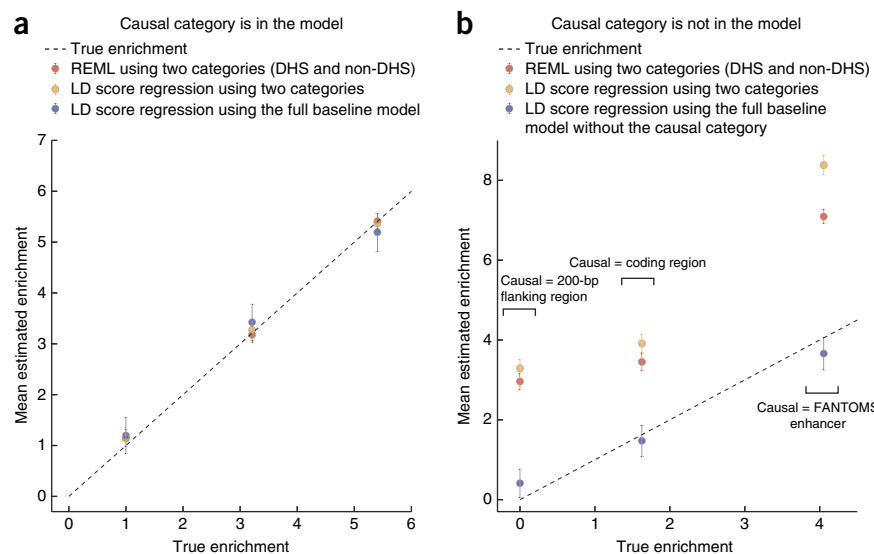 a
Causal category is in the model
True enrichment
REML using two categories (DHS and non-DHS)
LD score regression using two categories
LD score regression using the full baseline model
7
6
5
4
3
2
1
0
Mean estimated enrichment
0 1 2 3 4 5 6
True enrichment
b
Causal category is not in the model
True enrichment
REML using two categories (DHS and non-DHS)
LD score regression using two categories
LD score regression using the full baseline
model without the causal category
8
6
4
2
0
Mean estimated enrichment
Causal = coding region
Causal = 200-bp
flanking region
Causal = FANTOM5
enhancer
0 1 2 3 4
True enrichment